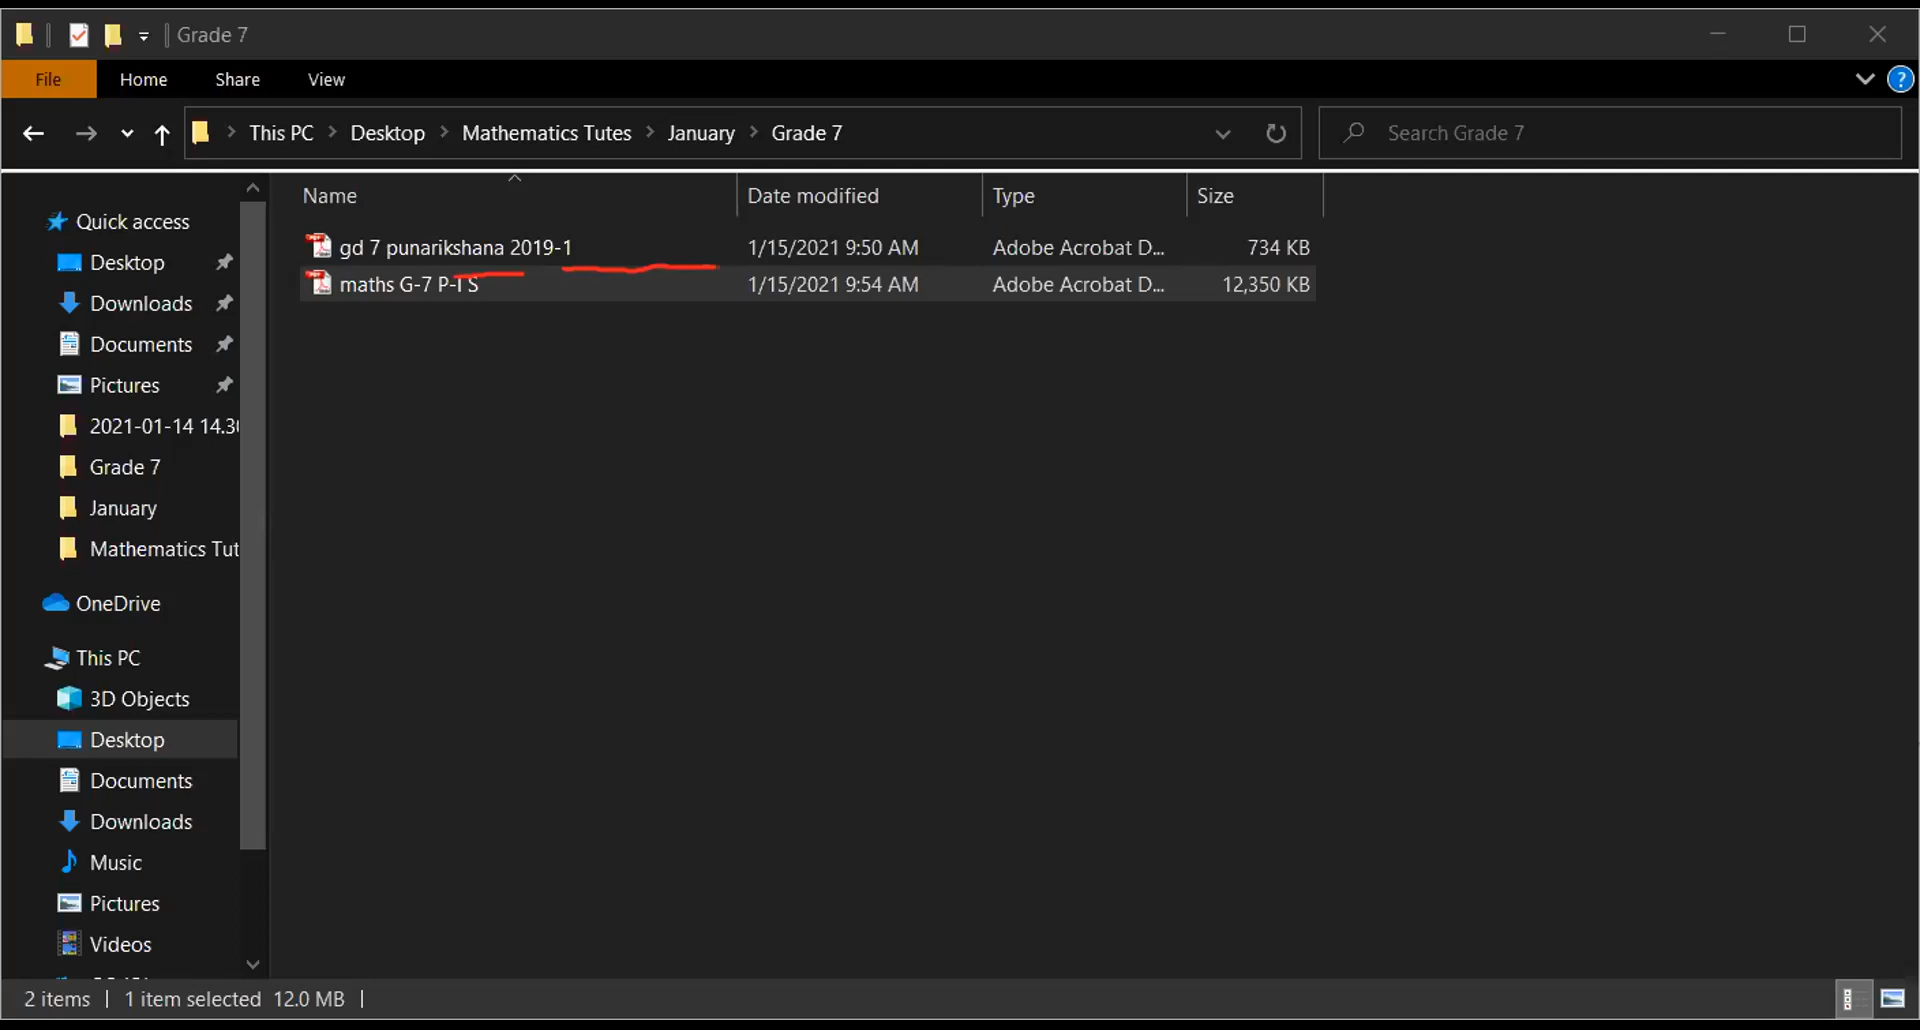 Grade 7
File Home Share View
This PC Desktop Mathematics Tutes January Grade 7 Search Grade 7
Name Date modified Type Size
gd 7 punarikshana 2019-1 1/15/2021 9:50 AM Adobe Acrobat D... 734 KB
maths G-7 P-I S 1/15/2021 9:54 AM Adobe Acrobat D... 12,350 KB
Quick access
Desktop
Downloads
Documents
Pictures
2021-01-14 14.3
Grade 7
January
Mathematics Tut
OneDrive
This PC
3D Objects
Desktop
Documents
Downloads
Music
Pictures
Videos
2 items 1 item selected 12.0 MB